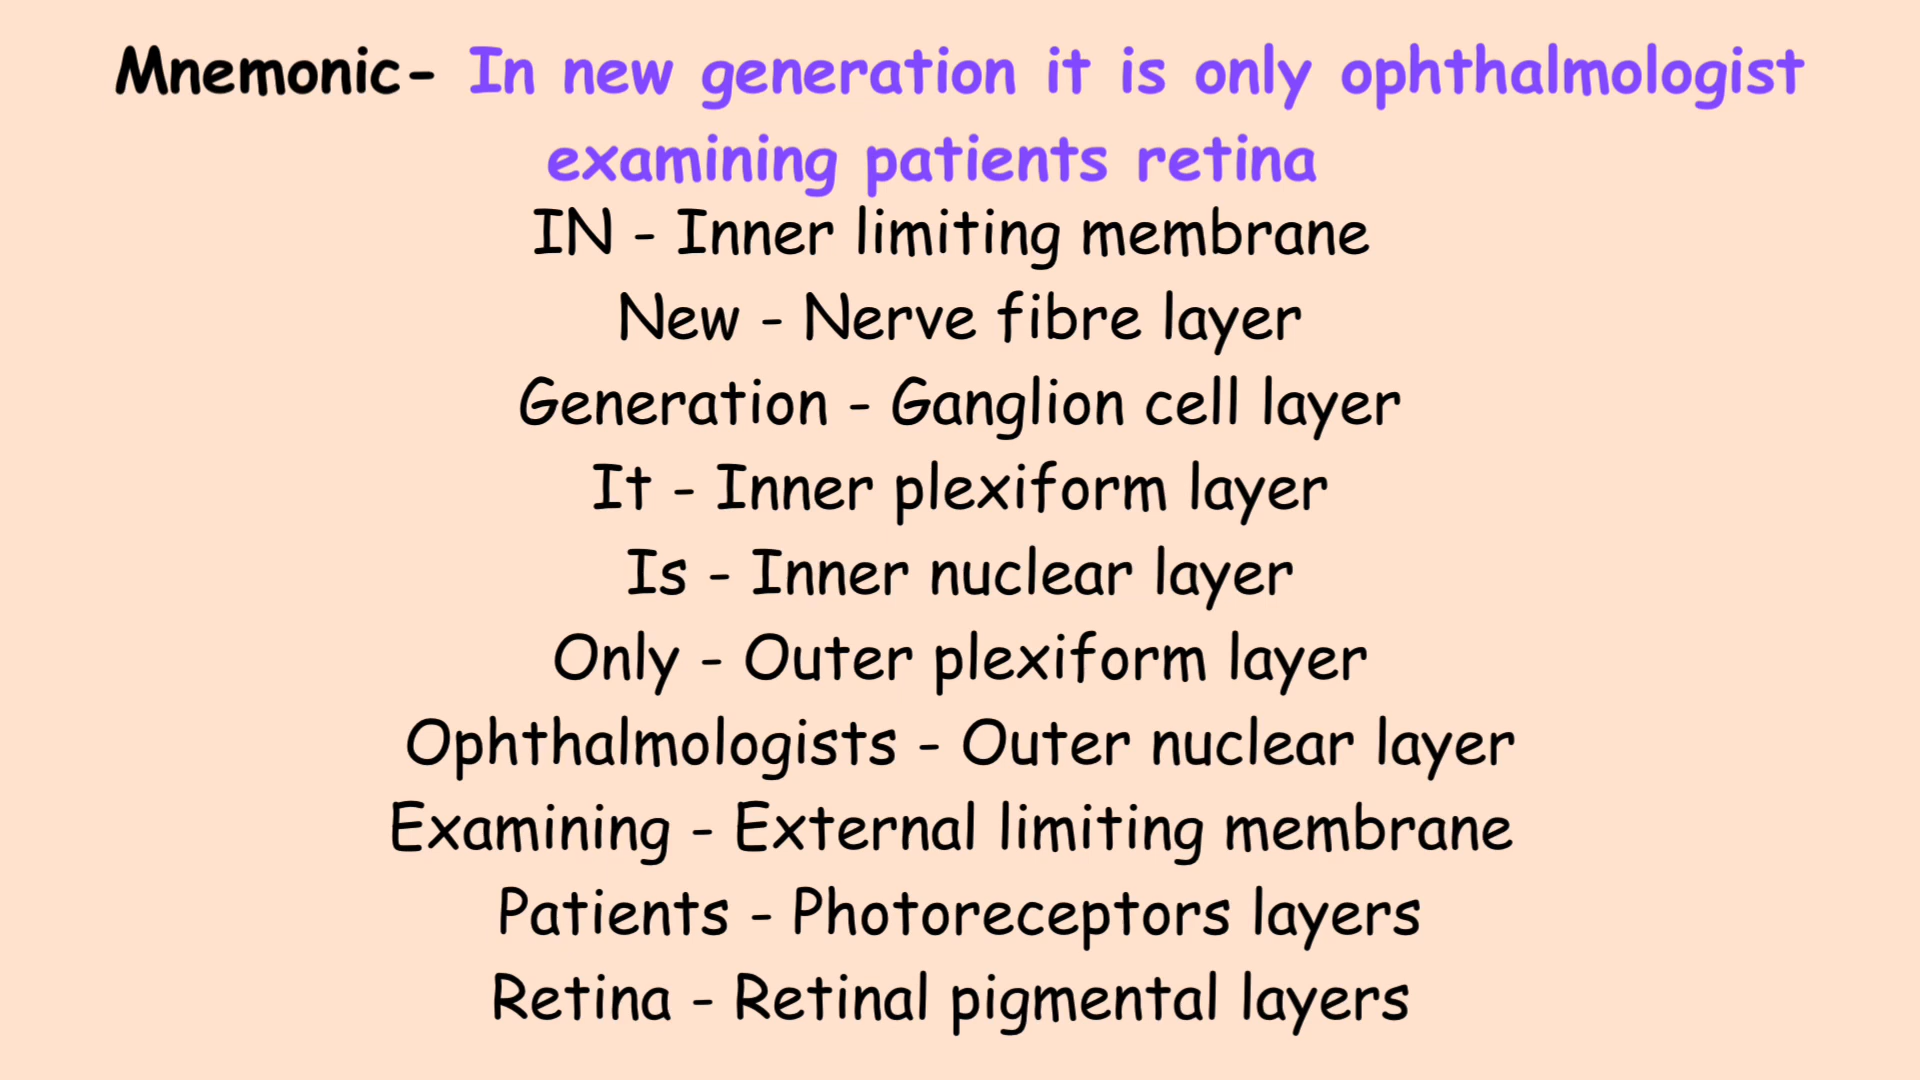 Mnemonic- In new generation it is only ophthalmologist
examining patients retina
IN - Inner limiting membrane
New - Nerve fibre layer
Generation - Ganglion cell layer
It - Inner plexiform layer
Is - Inner nuclear layer
Only - Outer plexiform layer
Ophthalmologists - Outer nuclear layer
Examining - External limiting membrane
Patients - Photoreceptors layers
Retina - Retinal pigmental layers